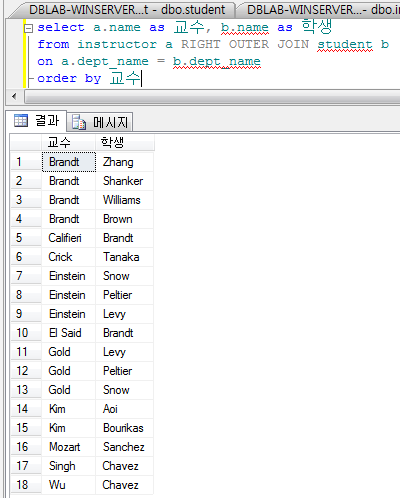 DBLAB-WINSERVER...t - dbo.student DBLAB-WINSERVER...- dbo.in
select a.name as 교수, b.name as 학생
from instructor a RIGHT OUTER JOIN student b
on a.dept_name = b.dept_name
order by 교수
결과 메시지
교수 학생
1 Brandt Zhang
2 Brandt Shanker
3 Brandt Williams
4 Brandt Brown
5 Califieri Brandt
6 Crick Tanaka
7 Einstein Snow
8 Einstein Peltier
9 Einstein Levy
10 El Said Brandt
11 Gold Levy
12 Gold Peltier
13 Gold Snow
14 Kim Aoi
15 Kim Bourikas
16 Mozart Sanchez
17 Singh Chavez
18 Wu Chavez